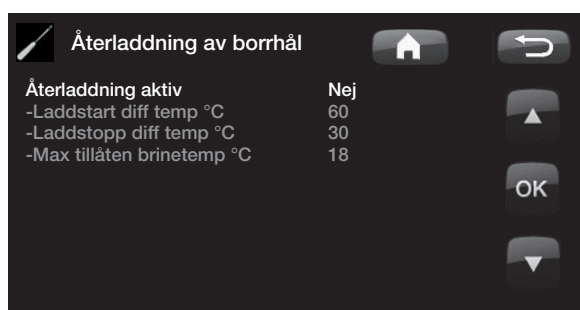 Återladdning av borrhål
Återladdning aktiv Nej
-Laddstart diff temp °C 60
-Laddstopp diff temp °C 30
-Max tillåten brinetemp °C 18
OK